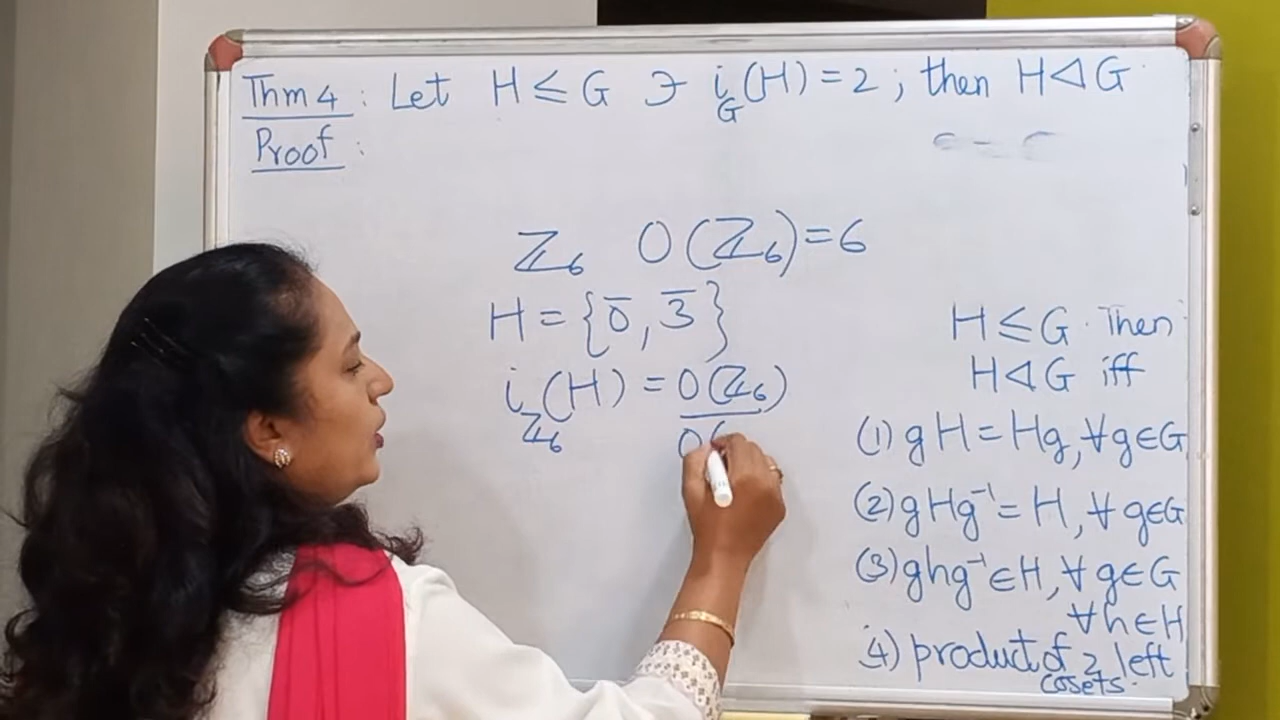 Thm 4 : Let H ≤ G ∋ i_G(H) = 2 ; then H ⊲ G.
Proof :
ℤ₆ O(ℤ₆) = 6
H = {0̄, 3̄}
i_ℤ₆(H) = O(ℤ₆)
O(
H ≤ G. Then
H ⊲ G iff
(1) gH = Hg, ∀ g ∈ G
(2) gHg⁻¹ = H, ∀ g ∈ G
(3) ghg⁻¹ ∈ H, ∀ g ∈ G
∀ h ∈ H
4) product of 2 left
cosets.